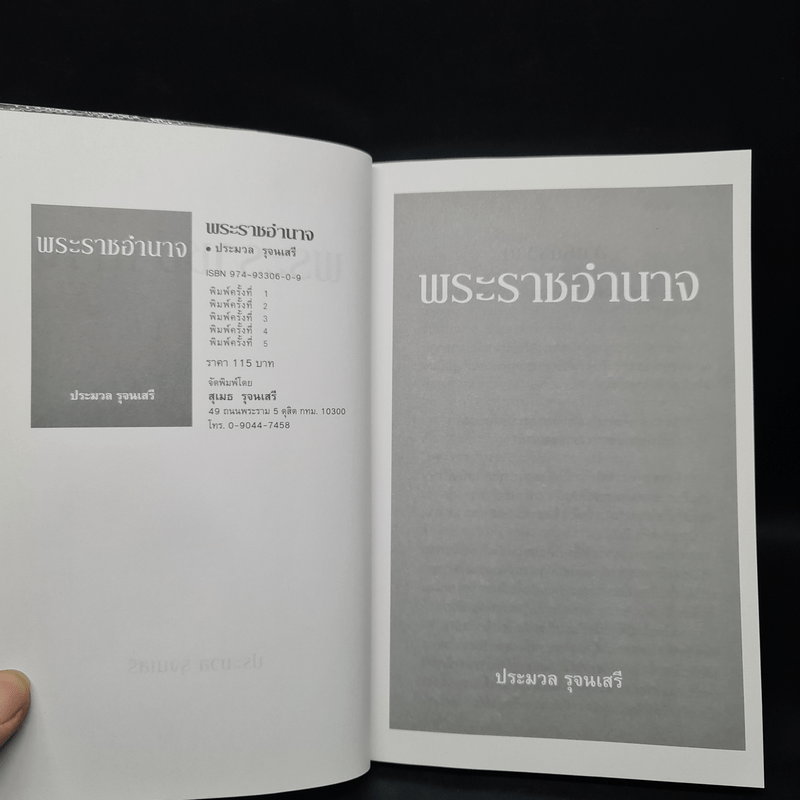 พระราชอำนาจ
ประมวล รุจนเสรี
พระราชอำนาจ
• ประมวล รุจนเสรี
ISBN 974-93306-0-9
พิมพ์ครั้งที่ 1
พิมพ์ครั้งที่ 2
พิมพ์ครั้งที่ 3
พิมพ์ครั้งที่ 4
พิมพ์ครั้งที่ 5
ราคา 115 บาท
จัดพิมพ์โดย
สุเมธ รุจนเสรี
49 ถนนพระราม 5 ดุสิต กทม. 10300
โทร. 0-9044-7458
พระราชอำนาจ
ประมวล รุจนเสรี